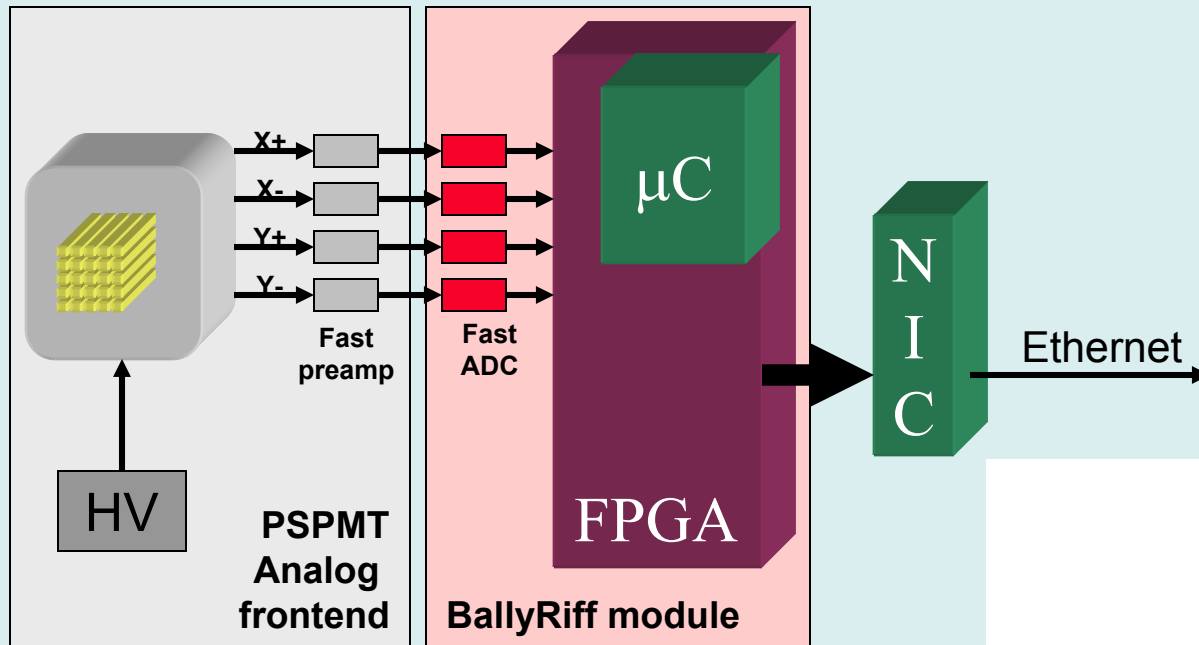 X+
X-
Y+
Y-
Fast
preamp
HV
PSPMT
Analog
frontend
Fast
ADC
μC
FPGA
BallyRiff module
N
I
C
Ethernet